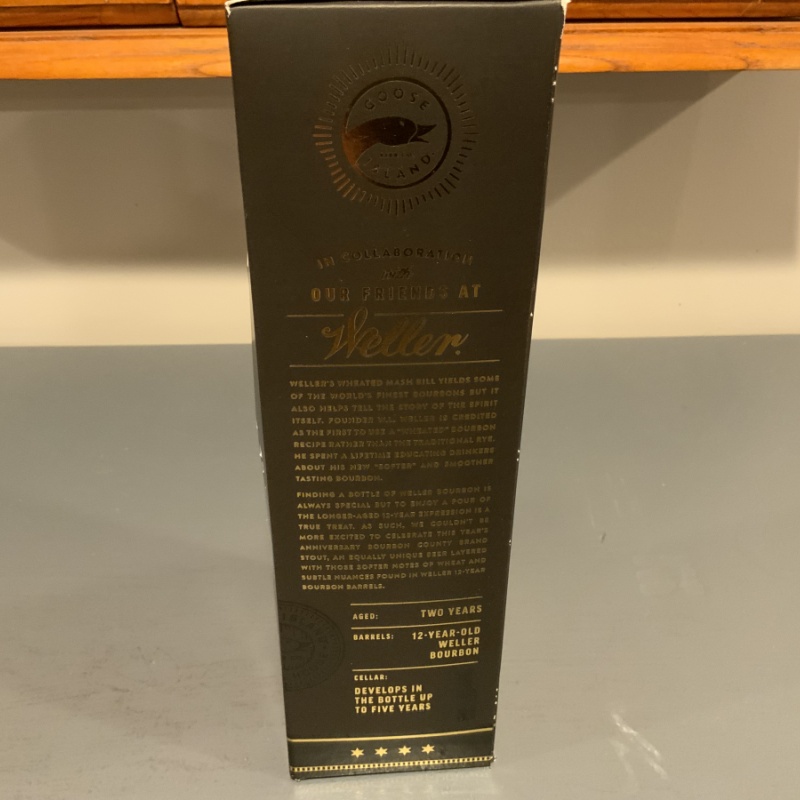 GOOSE
ISLAND
IN COLLABORATION
with
OUR FRIENDS AT
Weller.
WELLER'S WHEATED MASH BILL YIELDS SOME
OF THE WORLD'S FINEST BOURBONS BUT IT
ALSO HELPS TELL THE STORY OF THE SPIRIT
ITSELF. FOUNDER W.L. WELLER IS CREDITED
AS THE FIRST TO USE A "WHEATED" BOURBON
RECIPE RATHER THAN THE TRADITIONAL RYE.
HE SPENT A LIFETIME EDUCATING DRINKERS
ABOUT HIS NEW "SOFTER" AND SMOOTHER
TASTING BOURBON.
FINDING A BOTTLE OF WELLER BOURBON IS
ALWAYS SPECIAL BUT TO ENJOY A POUR OF
THE LONGER-AGED 12-YEAR EXPRESSION IS A
TRUE TREAT. AS SUCH, WE COULDN'T BE
MORE EXCITED TO CELEBRATE THIS YEAR'S
ANNIVERSARY BOURBON COUNTY BRAND
STOUT, AN EQUALLY UNIQUE BEER LAYERED
WITH THOSE SOFTER NOTES OF WHEAT AND
SUBTLE NUANCES FOUND IN WELLER 12-YEAR
BOURBON BARRELS.
AGED: TWO YEARS
BARRELS: 12-YEAR-OLD
WELLER
BOURBON
CELLAR:
DEVELOPS IN
THE BOTTLE UP
TO FIVE YEARS